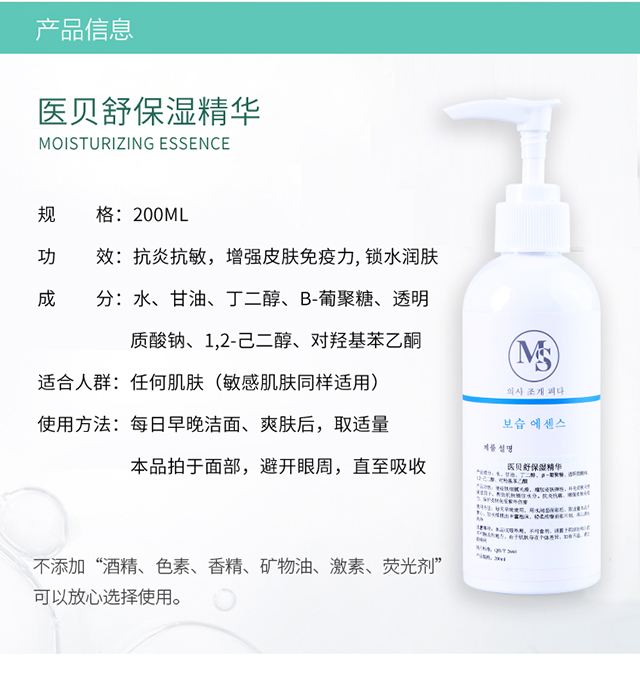 产品信息
医贝舒保湿精华
MOISTURIZING ESSENCE
规 格：200ML
功 效：抗炎抗敏，增强皮肤免疫力, 锁水润肤
成 分：水、甘油、丁二醇、B-葡聚糖、透明
质酸钠、1,2-己二醇、对羟基苯乙酮
适合人群：任何肌肤（敏感肌肤同样适用）
使用方法：每日早晚洁面、爽肤后，取适量
本品拍于面部，避开眼周，直至吸收
不添加“酒精、色素、香精、矿物油、激素、荧光剂”
可以放心选择使用。
MS
의사 조개 펴다
보습 에센스
제품 설명
医贝舒保湿精华